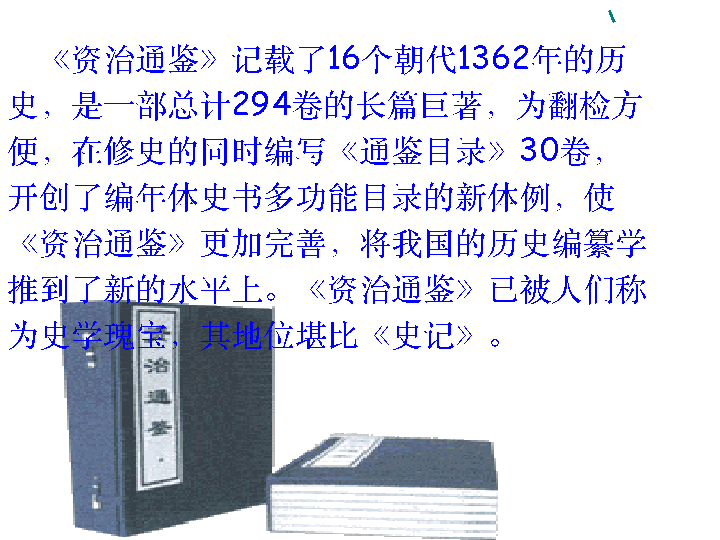 《资治通鉴》记载了16个朝代1362年的历
史，是一部总计294卷的长篇巨著，为翻检方
便，在修史的同时编写《通鉴目录》30卷，
开创了编年体史书多功能目录的新体例，使
《资治通鉴》更加完善，将我国的历史编纂学
推到了新的水平上。《资治通鉴》已被人们称
为史学瑰宝，其地位堪比《史记》。
资治通鉴